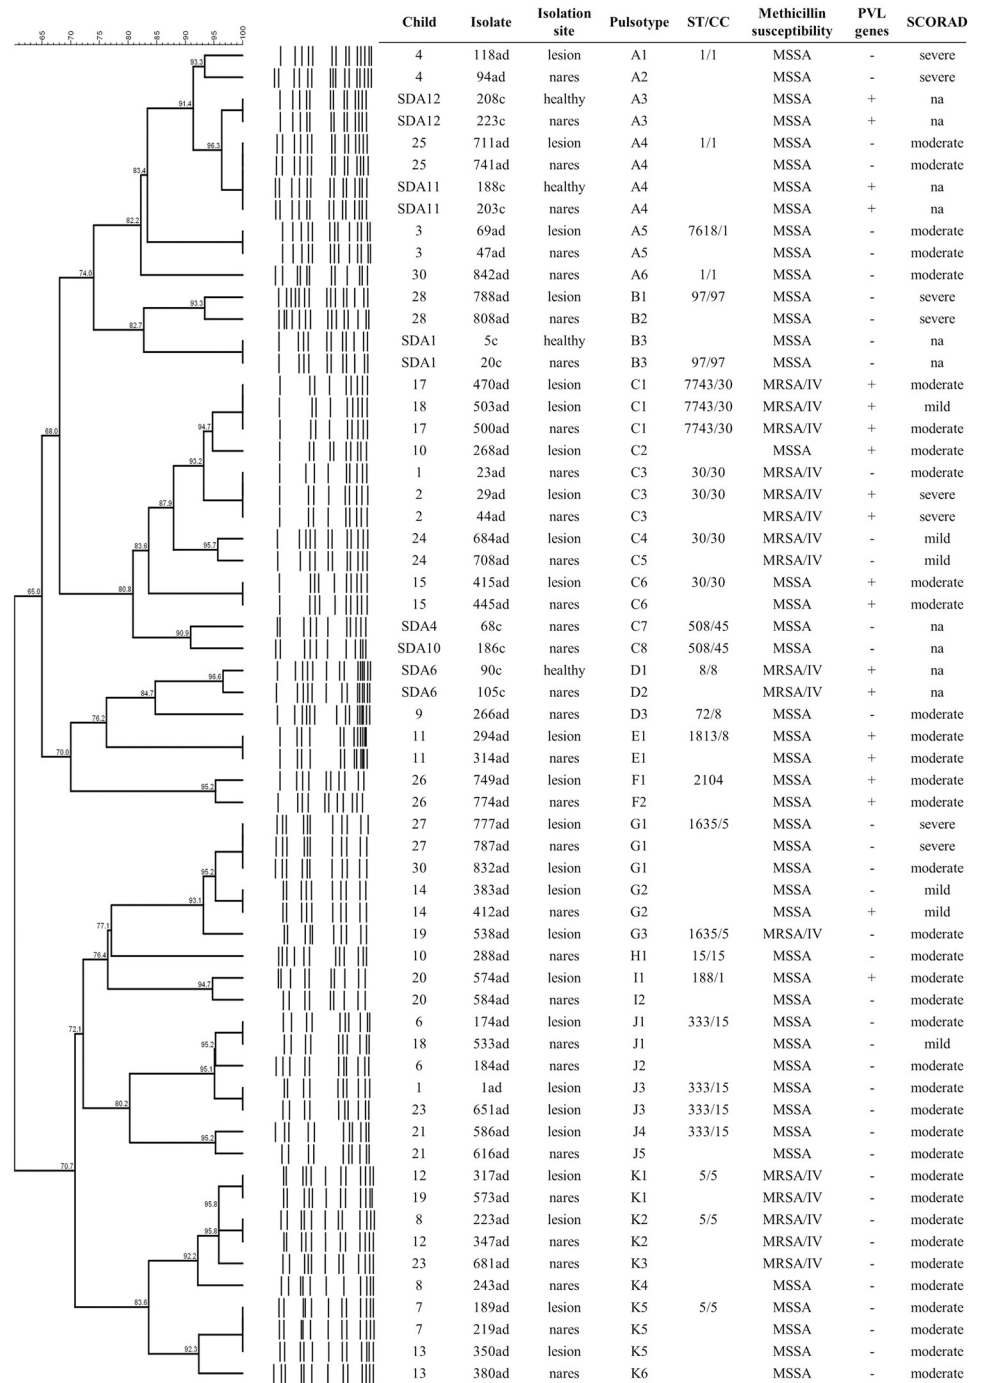 Child Isolate Isolation site Pulsotype ST/CC Methicillin susceptibility PVL genes SCORAD
65 70 75 80 85 90 95 100
4 118ad lesion A1 1/1 MSSA - severe
4 94ad nares A2 MSSA - severe
SDA12 208c healthy A3 MSSA + na
SDA12 223c nares A3 MSSA + na
25 711ad lesion A4 1/1 MSSA - moderate
25 741ad nares A4 MSSA - moderate
SDA11 188c healthy A4 MSSA + na
SDA11 203c nares A4 MSSA + na
3 69ad lesion A5 7618/1 MSSA - moderate
3 47ad nares A5 MSSA - moderate
30 842ad nares A6 1/1 MSSA - moderate
28 788ad lesion B1 97/97 MSSA - severe
28 808ad nares B2 MSSA - severe
SDA1 5c healthy B3 MSSA - na
SDA1 20c nares B3 97/97 MSSA - na
17 470ad lesion C1 7743/30 MRSA/IV + moderate
18 503ad lesion C1 7743/30 MRSA/IV + mild
17 500ad nares C1 7743/30 MRSA/IV + moderate
10 268ad lesion C2 MSSA + moderate
1 23ad nares C3 30/30 MRSA/IV - moderate
2 29ad lesion C3 30/30 MRSA/IV + severe
2 44ad nares C3 MRSA/IV + severe
24 684ad lesion C4 30/30 MRSA/IV - mild
24 708ad nares C5 MRSA/IV - mild
15 415ad lesion C6 30/30 MSSA + moderate
15 445ad nares C6 MSSA + moderate
SDA4 68c nares C7 508/45 MSSA - na
SDA10 186c nares C8 508/45 MSSA - na
SDA6 90c healthy D1 8/8 MRSA/IV + na
SDA6 105c nares D2 MRSA/IV + na
9 266ad nares D3 72/8 MSSA - moderate
11 294ad lesion E1 1813/8 MSSA + moderate
11 314ad nares E1 MSSA + moderate
26 749ad lesion F1 2104 MSSA + moderate
26 774ad nares F2 MSSA + moderate
27 777ad lesion G1 1635/5 MSSA - severe
27 787ad nares G1 MSSA - severe
30 832ad lesion G1 MSSA - moderate
14 383ad lesion G2 MSSA - mild
14 412ad nares G2 MSSA + mild
19 538ad lesion G3 1635/5 MRSA/IV - moderate
10 288ad nares H1 15/15 MSSA - moderate
20 574ad lesion I1 188/1 MSSA + moderate
20 584ad nares I2 MSSA - moderate
6 174ad lesion J1 333/15 MSSA - moderate
18 533ad nares J1 MSSA - mild
6 184ad nares J2 MSSA - moderate
1 1ad lesion J3 333/15 MSSA - moderate
23 651ad lesion J3 333/15 MSSA - moderate
21 586ad lesion J4 333/15 MSSA - moderate
21 616ad nares J5 MSSA - moderate
12 317ad lesion K1 5/5 MRSA/IV - moderate
19 573ad nares K1 MRSA/IV - moderate
8 223ad lesion K2 5/5 MRSA/IV - moderate
12 347ad nares K2 MRSA/IV - moderate
23 681ad nares K3 MRSA/IV - moderate
8 243ad nares K4 MSSA - moderate
7 189ad lesion K5 5/5 MSSA - moderate
7 219ad nares K5 MSSA - moderate
13 350ad lesion K5 MSSA - moderate
13 380ad nares K6 MSSA - moderate
93.3
91.4
96.3
83.4
82.2
74.0
93.3
82.7
68.0
94.7
93.2
87.9
95.7
83.6
80.8
65.0
90.9
96.6
84.7
76.2
70.0
95.2
95.2
93.1
77.1
76.4
94.7
72.1
95.2
95.1
80.2
95.2
70.7
95.8
95.8
92.2
83.6
92.3